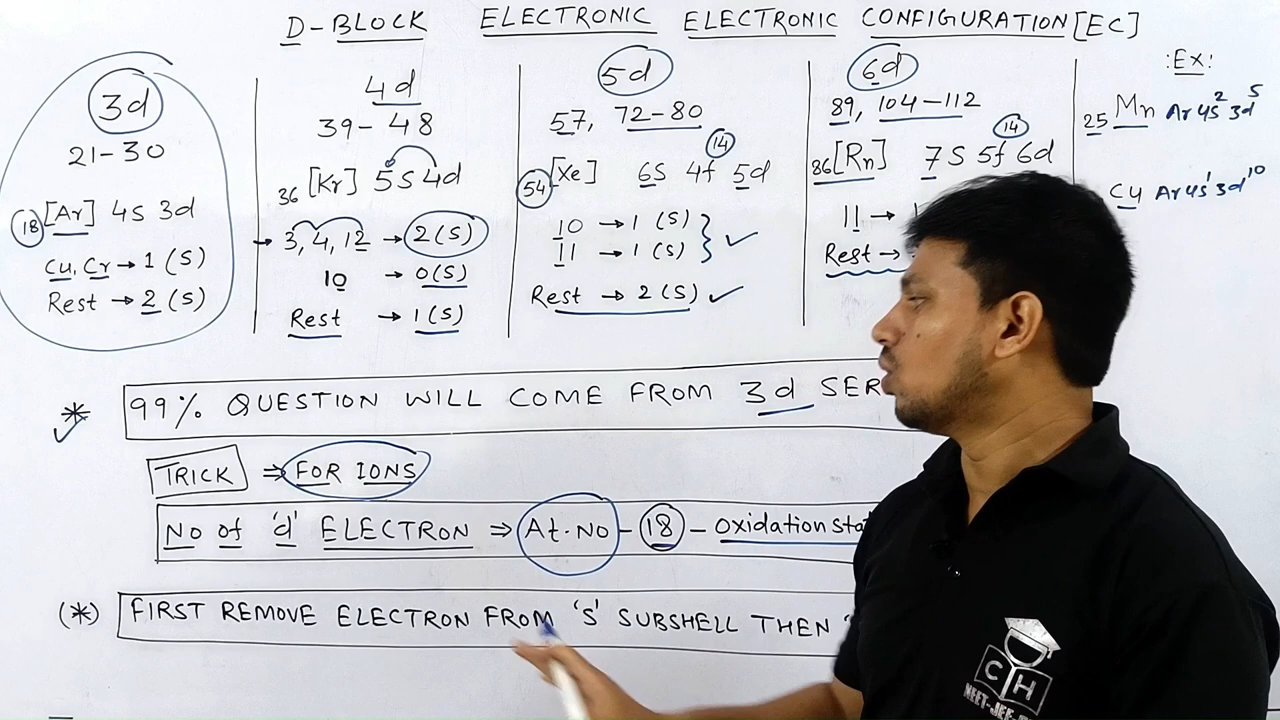 D-BLOCK ELECTRONIC ELECTRONIC CONFIGURATION [EC]
3d
21-30
18 [Ar] 4s 3d
Cu, Cr → 1 (S)
Rest → 2 (S)
4d
39-48
36 [Kr] 5s 4d
→ 3, 4, 12 → 2(S)
10 → 0(S)
Rest → 1(S)
5d
57, 72-80
14
54 [Xe] 6s 4f 5d
10 → 1 (S)
11 → 1 (S)
Rest → 2(S)
6d
89, 104-112
14
86 [Rn] 7s 5f 6d
11 →
Rest →
:EX:
25 Mn Ar 4s² 3d⁵
Cu Ar 4s¹ 3d¹⁰
* 99% QUESTION WILL COME FROM 3d SER
TRICK ⇒ FOR IONS
No of 'd' ELECTRON ⇒ At.No - 18 - Oxidation sta
(*) FIRST REMOVE ELECTRON FROM 'S' SUBSHELL THEN
C H